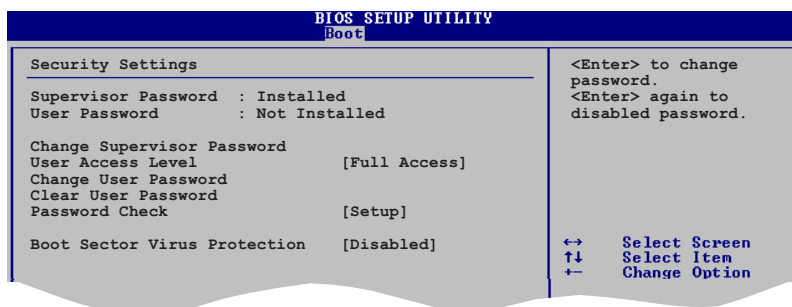 BIOS SETUP UTILITY
Boot
Security Settings
Supervisor Password : Installed
User Password : Not Installed
Change Supervisor Password
User Access Level [Full Access]
Change User Password
Clear User Password
Password Check [Setup]
Boot Sector Virus Protection [Disabled]
<Enter> to change
password.
<Enter> again to
disabled password.
←→ Select Screen
↑↓ Select Item
+- Change Option